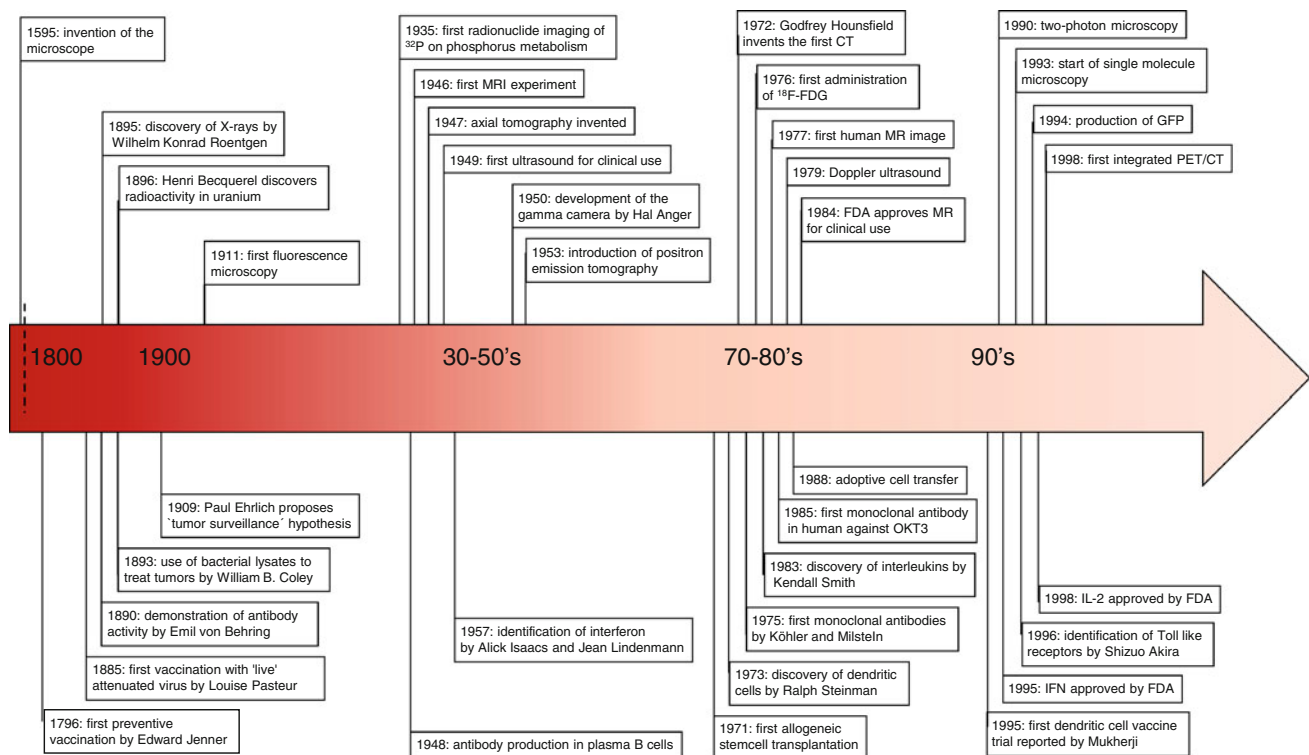 1595: invention of the
microscope
1895: discovery of X-rays by
Wilhelm Konrad Roentgen
1896: Henri Becquerel discovers
radioactivity in uranium
1911: first fluorescence
microscopy
1935: first radionuclide imaging of
³²P on phosphorus metabolism
1946: first MRI experiment
1947: axial tomography invented
1949: first ultrasound for clinical use
1950: development of the
gamma camera by Hal Anger
1953: introduction of positron
emission tomography
1972: Godfrey Hounsfield
invents the first CT
1976: first administration
of ¹⁸F-FDG
1977: first human MR image
1979: Doppler ultrasound
1984: FDA approves MR
for clinical use
1990: two-photon microscopy
1993: start of single molecule
microscopy
1994: production of GFP
1998: first integrated PET/CT
1800
1900
30-50's
70-80's
90's
1909: Paul Ehrlich proposes
`tumor surveillance´ hypothesis
1893: use of bacterial lysates to
treat tumors by William B. Coley
1890: demonstration of antibody
activity by Emil von Behring
1885: first vaccination with 'live'
attenuated virus by Louise Pasteur
1796: first preventive
vaccination by Edward Jenner
1957: identification of interferon
by Alick Isaacs and Jean Lindenmann
1948: antibody production in plasma B cells
1988: adoptive cell transfer
1985: first monoclonal antibody
in human against OKT3
1983: discovery of interleukins by
Kendall Smith
1975: first monoclonal antibodies
by Köhler and Milsteln
1973: discovery of dendritic
cells by Ralph Steinman
1971: first allogeneic
stemcell transplantation
1998: IL-2 approved by FDA
1996: identification of Toll like
receptors by Shizuo Akira
1995: IFN approved by FDA
1995: first dendritic cell vaccine
trial reported by Mukherji